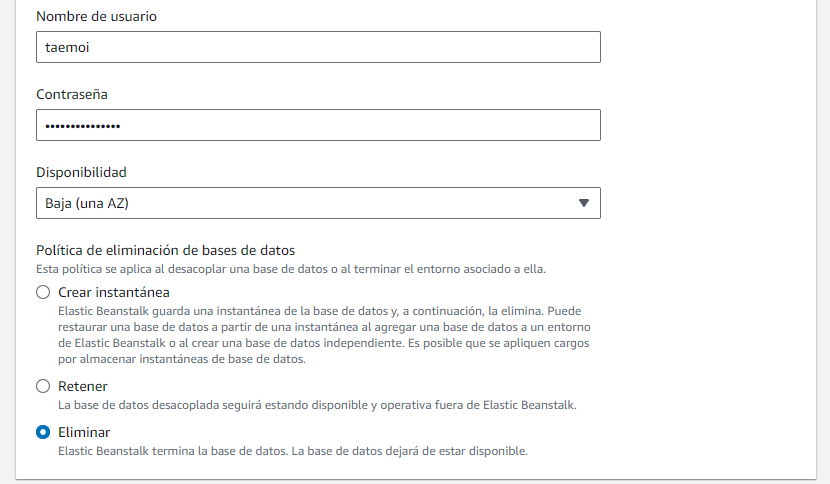 Nombre de usuario
taemoi
Contraseña
•••••••••••••••
Disponibilidad
Baja (una AZ)
Política de eliminación de bases de datos
Esta política se aplica al desacoplar una base de datos o al terminar el entorno asociado a ella.
Crear instantánea
Elastic Beanstalk guarda una instantánea de la base de datos y, a continuación, la elimina. Puede
restaurar una base de datos a partir de una instantánea al agregar una base de datos a un entorno
de Elastic Beanstalk o al crear una base de datos independiente. Es posible que se apliquen cargos
por almacenar instantáneas de base de datos.
Retener
La base de datos desacoplada seguirá estando disponible y operativa fuera de Elastic Beanstalk.
Eliminar
Elastic Beanstalk termina la base de datos. La base de datos dejará de estar disponible.